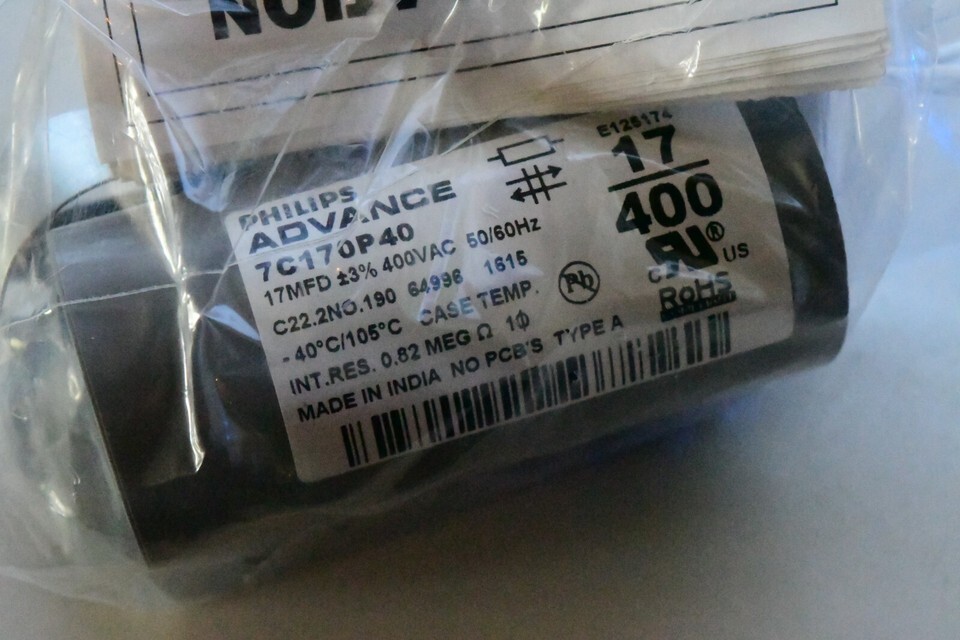 E128174
17
400
PHILIPS
ADVANCE
7C170P40
17MFD ±3% 400VAC 50/60Hz
C22.2NO.190 64996 1615
-40°C/105°C CASE TEMP.
INT.RES. 0.82 MEG Ω 1ϕ
MADE IN INDIA NO PCB'S TYPE A
Pb
® US
RoHS